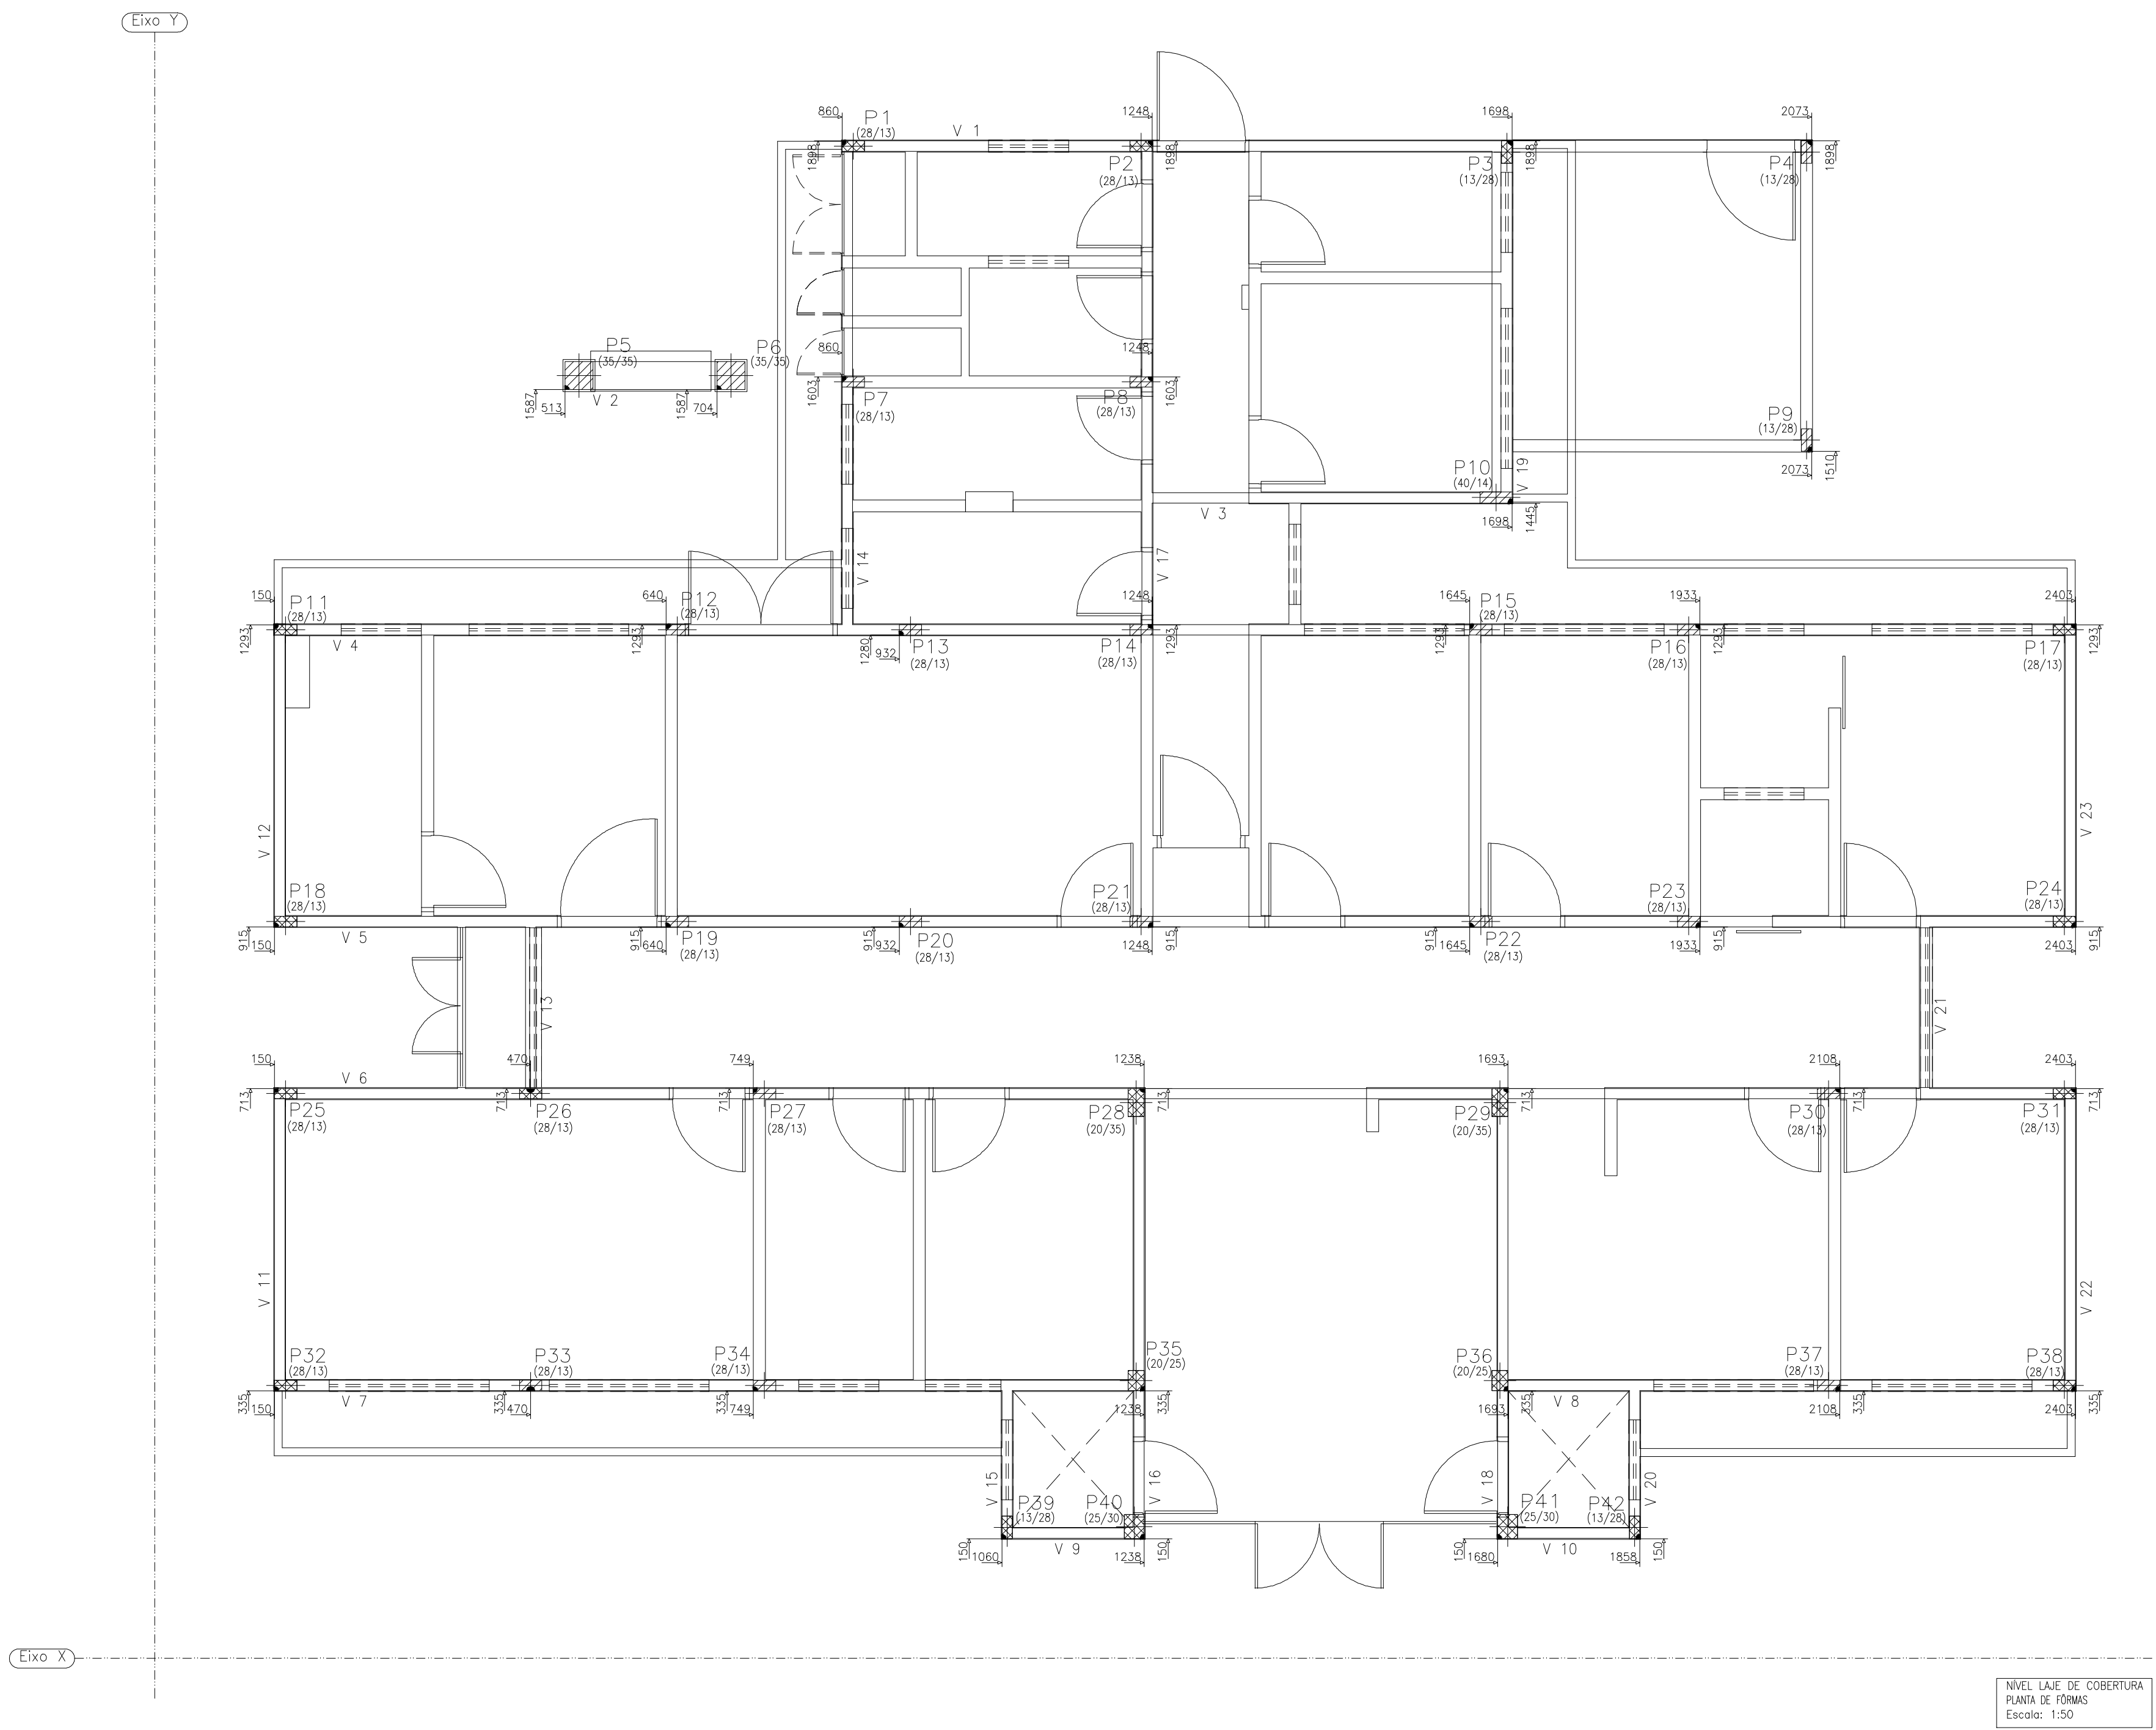 Eixo Y
860
1248
1698
2073
P1
(28/13)
V 1
1898
P2
(28/13)
1898
P3
(13/28)
1898
P4
(13/28)
1898
P5
(35/35)
P6
(35/35)
860
1248
1587
513
V 2
1587
704
1603
P7
(28/13)
P8
(28/13)
1603
P9
(13/28)
2073
1510
P10
(40/14)
V 19
1698
1445
V 3
V 14
V 17
150
P11
(28/13)
640
P12
(28/13)
1248
1645
P15
(28/13)
1933
2403
1293
V 4
1293
1280
932
P13
(28/13)
P14
(28/13)
1293
1293
P16
(28/13)
1293
P17
(28/13)
1293
V 12
V 23
P18
(28/13)
P21
(28/13)
P23
(28/13)
P24
(28/13)
915
150
V 5
915
640
P19
(28/13)
915
932
P20
(28/13)
915
1248
915
1645
P22
(28/13)
1933
915
2403
915
V 13
V 21
150
V 6
470
749
1238
1693
2108
2403
713
P25
(28/13)
713
P26
(28/13)
713
P27
(28/13)
P28
(20/35)
713
P29
(20/35)
713
P30
(28/13)
713
P31
(28/13)
713
V 11
V 22
P32
(28/13)
P33
(28/13)
P34
(28/13)
P35
(20/25)
P36
(20/25)
P37
(28/13)
P38
(28/13)
335
150
V 7
335
470
335
749
1238
335
1693
335
V 8
2108
335
2403
335
V 15
V 16
V 18
V 20
P39
(13/28)
P40
(25/30)
P41
(25/30)
P42
(13/28)
150
1060
V 9
1238
150
150
1680
V 10
1858
150
Eixo X
NÍVEL LAJE DE COBERTURA
PLANTA DE FÔRMAS
Escala: 1:50